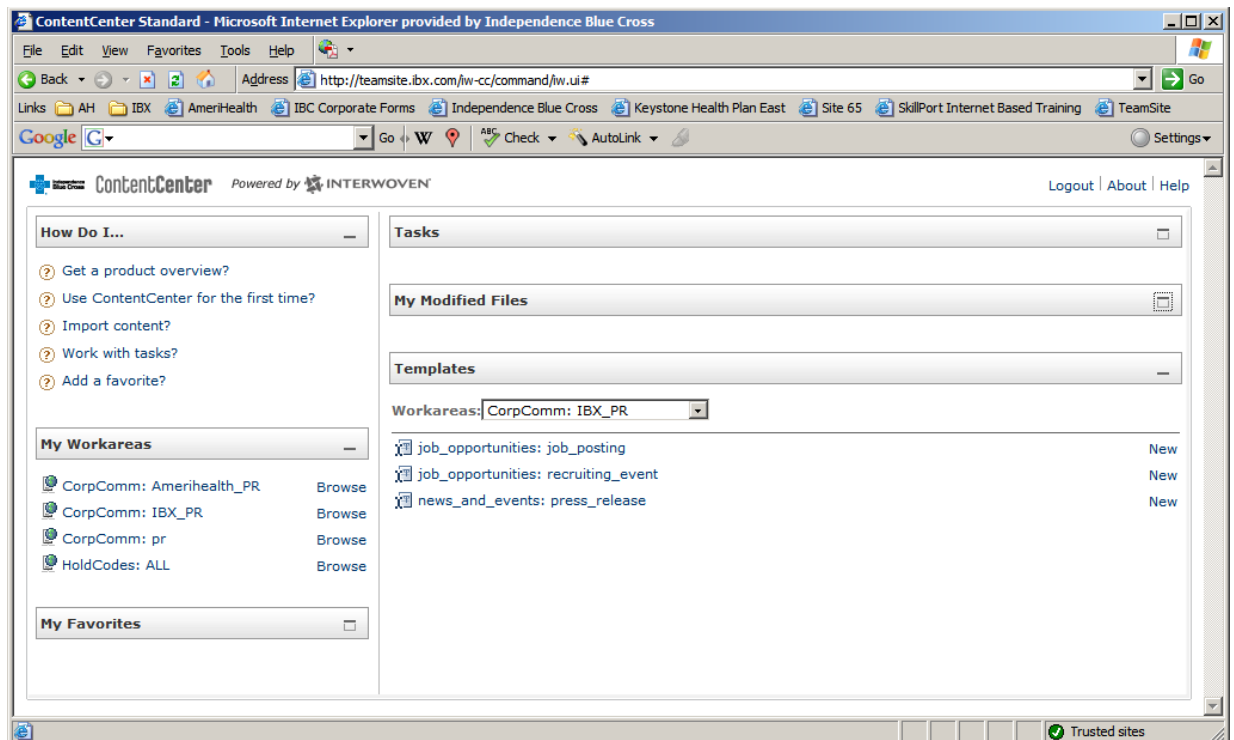 ContentCenter Standard - Microsoft Internet Explorer provided by Independence Blue Cross
File Edit View Favorites Tools Help
Back Address http://teamsite.ibx.com/iw-cc/command/iw.ui# Go
Links AH IBX AmeriHealth IBC Corporate Forms Independence Blue Cross Keystone Health Plan East Site 65 SkillPort Internet Based Training TeamSite
Google G Go W ABC Check AutoLink Settings
Independence Blue Cross ContentCenter Powered by INTERWOVEN Logout About Help
How Do I...
? Get a product overview?
? Use ContentCenter for the first time?
? Import content?
? Work with tasks?
? Add a favorite?
My Workareas
CorpComm: Amerihealth_PR Browse
CorpComm: IBX_PR Browse
CorpComm: pr Browse
HoldCodes: ALL Browse
My Favorites
Tasks
My Modified Files
Templates
Workareas: CorpComm: IBX_PR
job_opportunities: job_posting New
job_opportunities: recruiting_event New
news_and_events: press_release New
Trusted sites